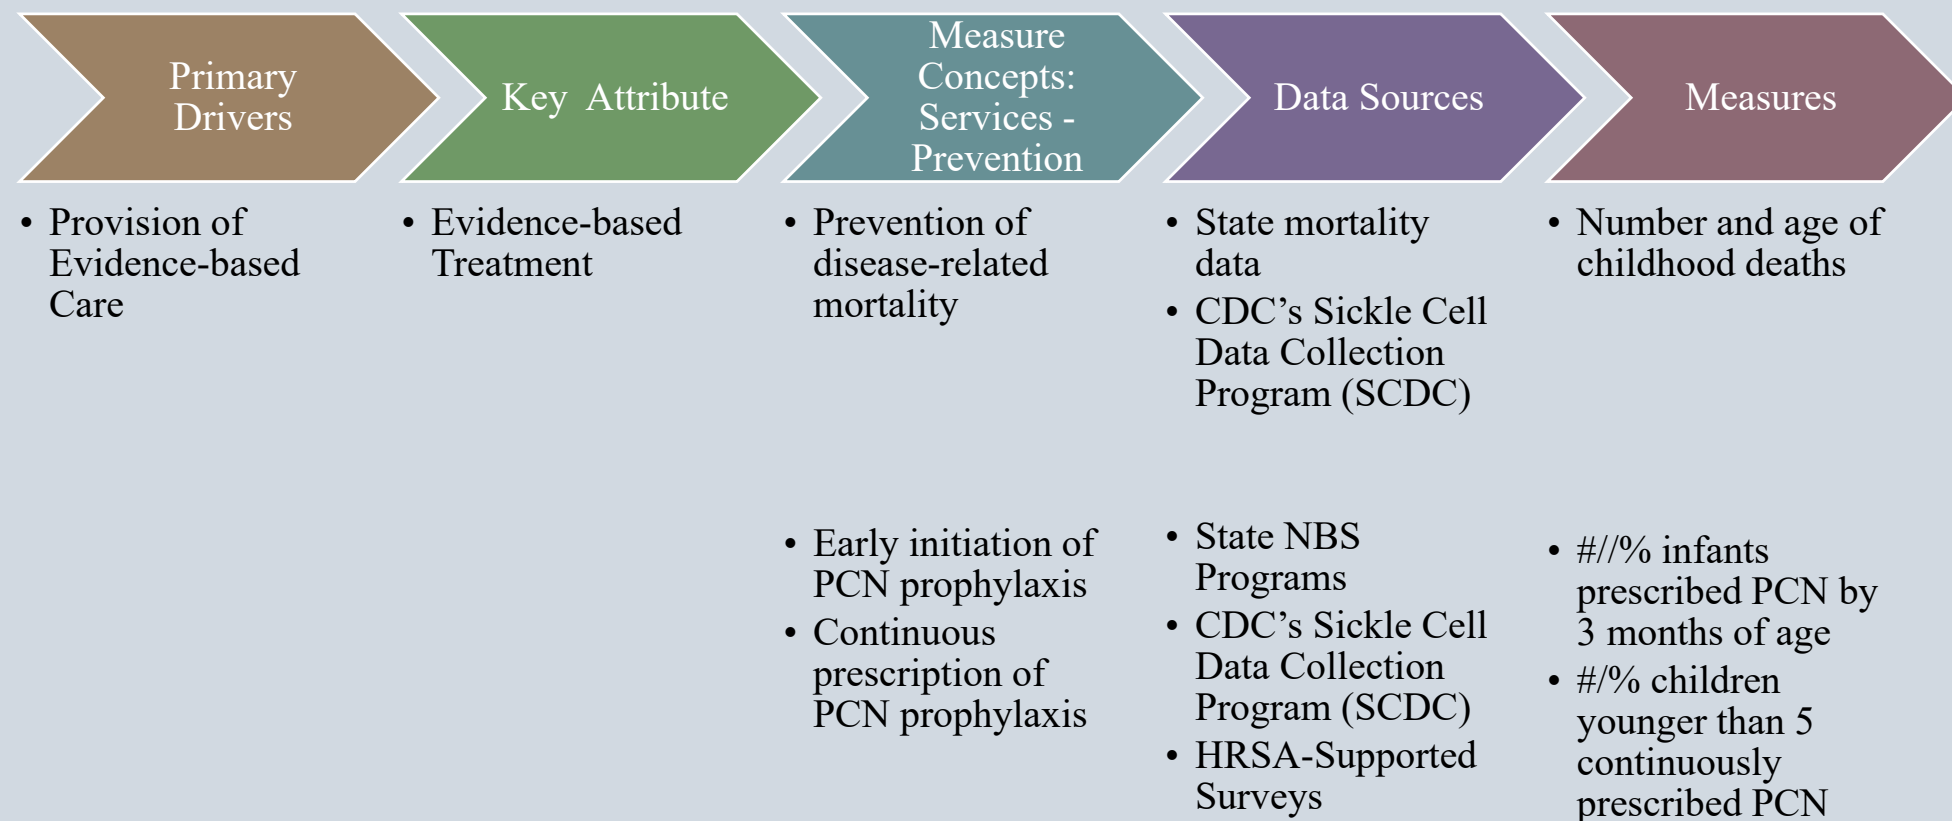 Primary
Drivers
Key  Attribute
Measure
Concepts:
Services -
Prevention
Data Sources
Measures
• Provision of
Evidence-based
Care
• Evidence-based
Treatment
• Prevention of
disease-related
mortality
• State mortality
data
• CDC’s Sickle Cell
Data Collection
Program (SCDC)
• Number and age of
childhood deaths
• Early initiation of
PCN prophylaxis
• Continuous
prescription of
PCN prophylaxis
• State NBS
Programs
• CDC’s Sickle Cell
Data Collection
Program (SCDC)
• HRSA-Supported
Surveys
• #//% infants
prescribed PCN by
3 months of age
• #/% children
younger than 5
continuously
prescribed PCN